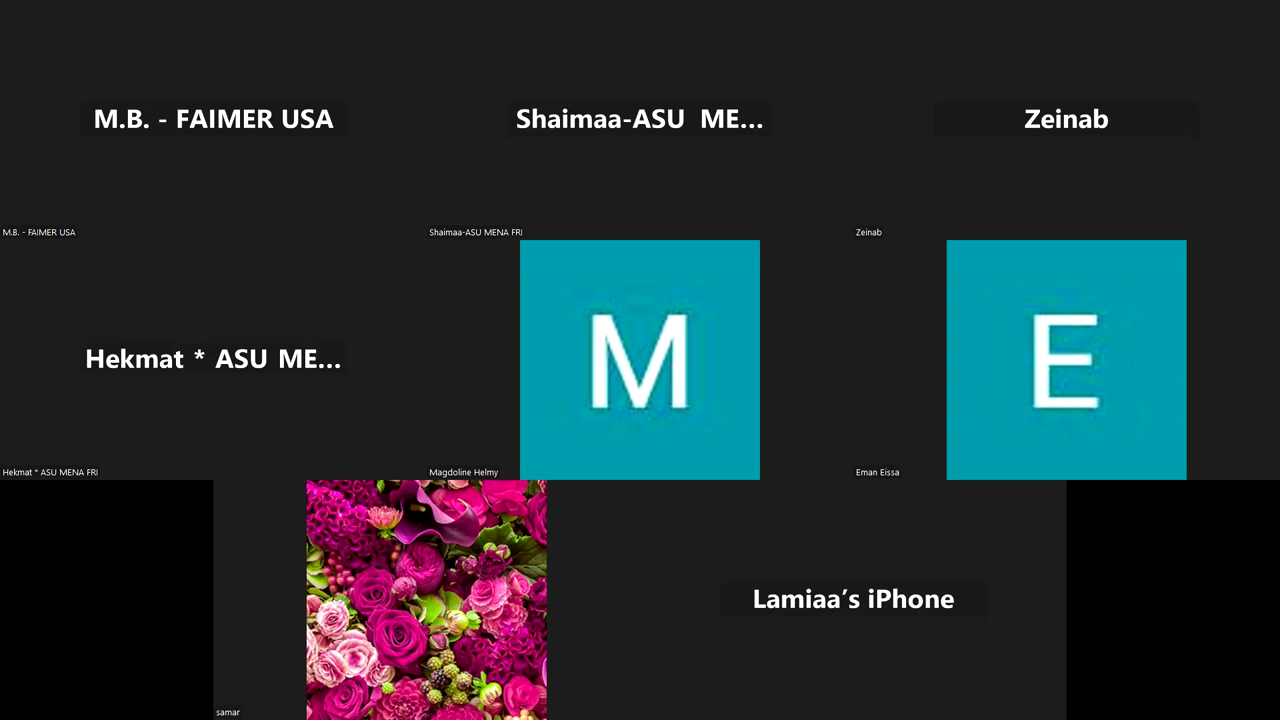 M.B. - FAIMER USA
Shaimaa-ASU ME...
Zeinab
M.B. - FAIMER USA
Shaimaa-ASU MENA FRI
Zeinab
Hekmat * ASU ME...
M
E
Hekmat * ASU MENA FRI
Magdoline Helmy
Eman Eissa
Lamiaa’s iPhone
samar